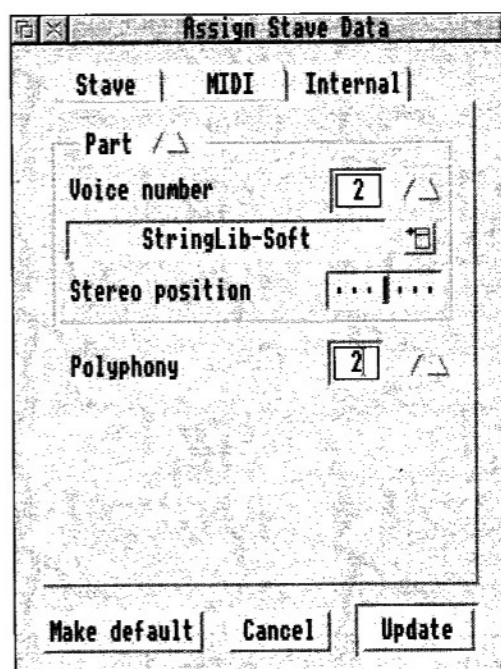 Assign Stave Data
Stave MIDI Internal
Part
Voice number 2
StringLib-Soft
Stereo position
Polyphony 2
Make default Cancel Update